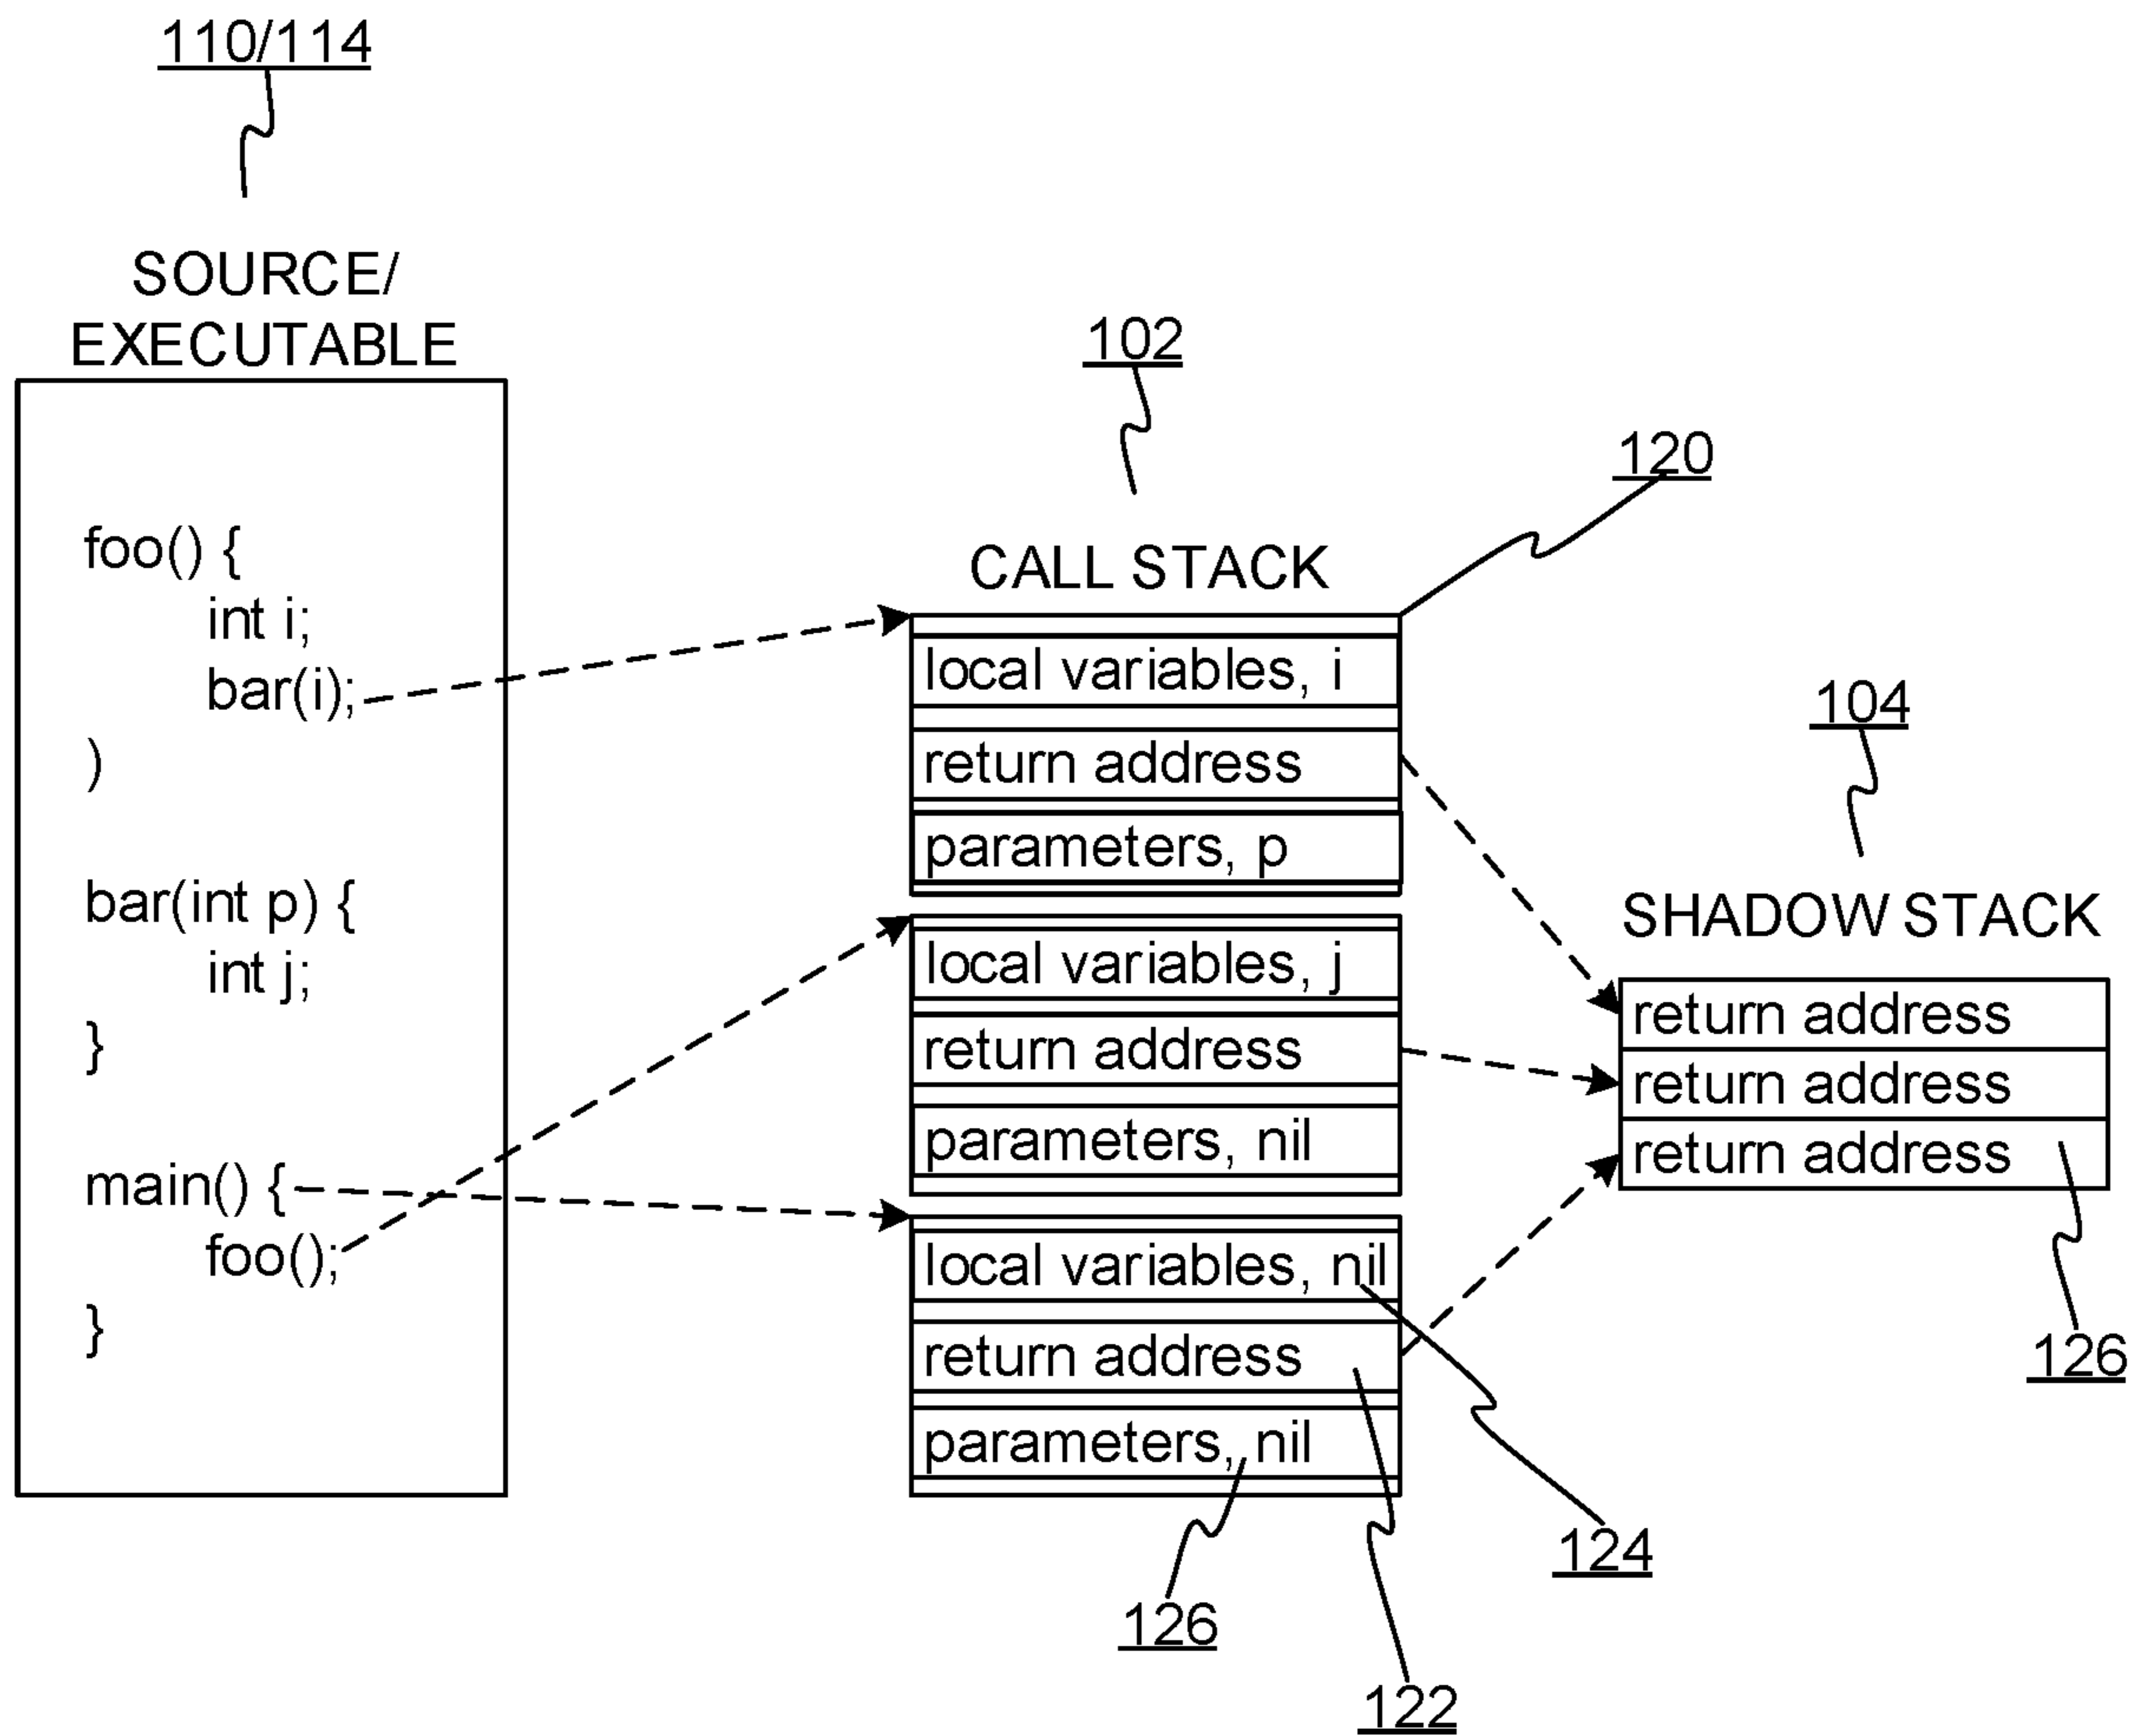 110/114
SOURCE/
EXECUTABLE
foo() {
int i;
bar(i);
)
bar(int p) {
int j;
}
main() {
foo();
}
102
120
CALL STACK
local variables, i
return address
parameters, p
local variables, j
return address
parameters, nil
local variables, nil
return address
parameters, nil
124
126
122
104
SHADOW STACK
return address
return address
return address
126